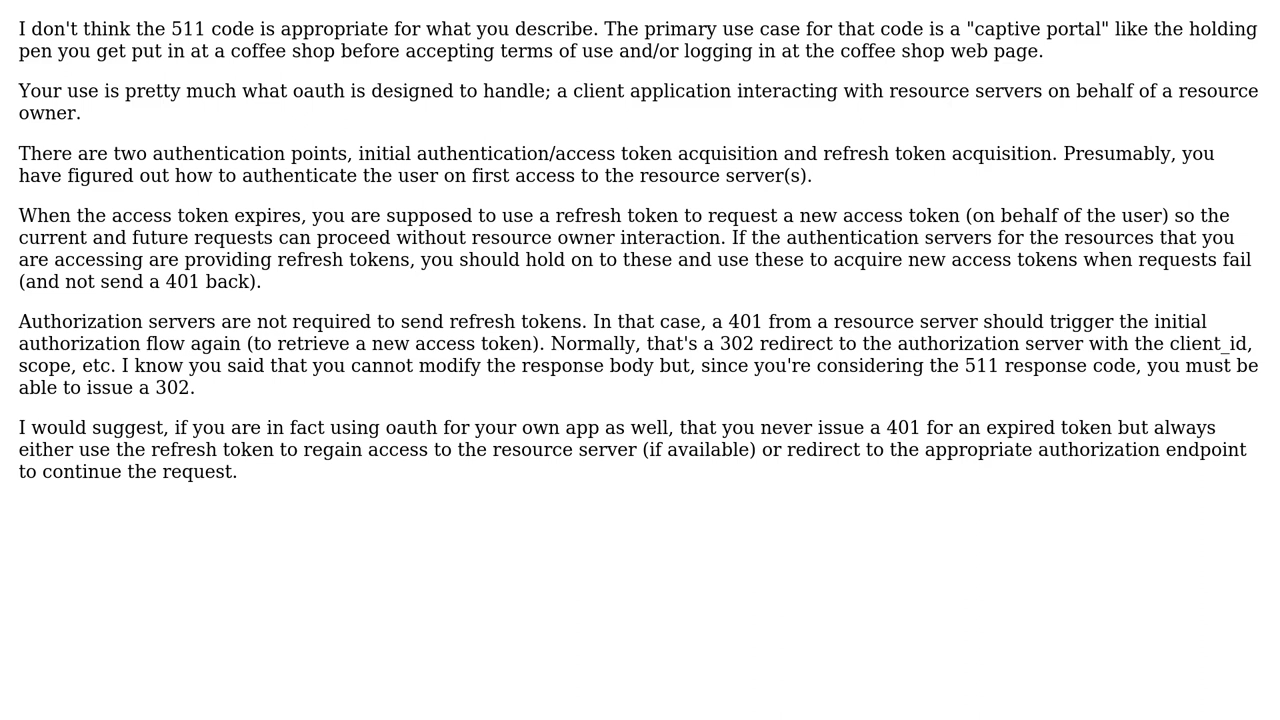 I don't think the 511 code is appropriate for what you describe. The primary use case for that code is a "captive portal" like the holding
pen you get put in at a coffee shop before accepting terms of use and/or logging in at the coffee shop web page.
Your use is pretty much what oauth is designed to handle; a client application interacting with resource servers on behalf of a resource
owner.
There are two authentication points, initial authentication/access token acquisition and refresh token acquisition. Presumably, you
have figured out how to authenticate the user on first access to the resource server(s).
When the access token expires, you are supposed to use a refresh token to request a new access token (on behalf of the user) so the
current and future requests can proceed without resource owner interaction. If the authentication servers for the resources that you
are accessing are providing refresh tokens, you should hold on to these and use these to acquire new access tokens when requests fail
(and not send a 401 back).
Authorization servers are not required to send refresh tokens. In that case, a 401 from a resource server should trigger the initial
authorization flow again (to retrieve a new access token). Normally, that's a 302 redirect to the authorization server with the client_id,
scope, etc. I know you said that you cannot modify the response body but, since you're considering the 511 response code, you must be
able to issue a 302.
I would suggest, if you are in fact using oauth for your own app as well, that you never issue a 401 for an expired token but always
either use the refresh token to regain access to the resource server (if available) or redirect to the appropriate authorization endpoint
to continue the request.